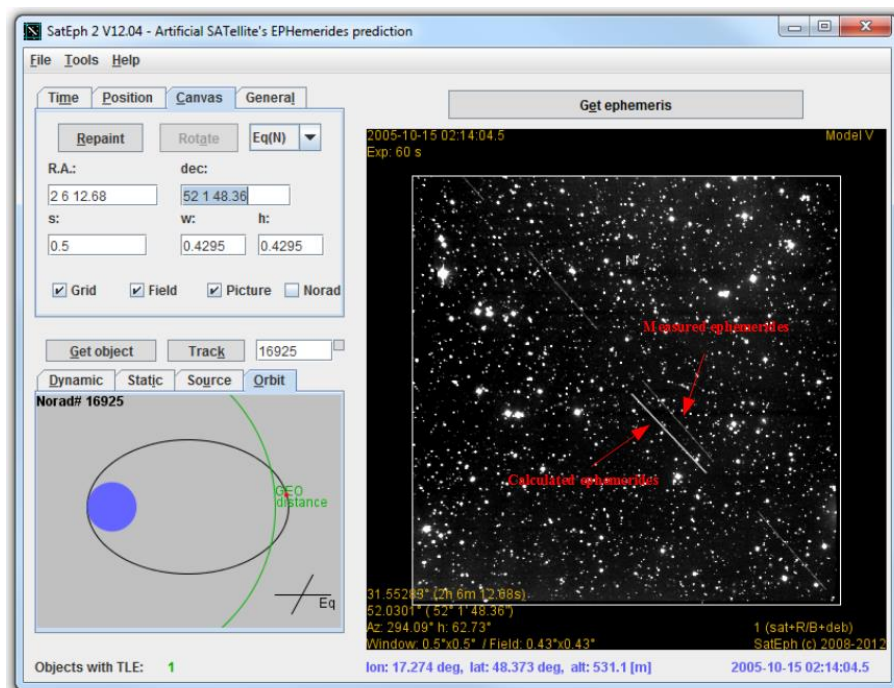 SatEph 2 V12.04 - Artificial SATellite's EPHemerides prediction
File Tools Help
Time Position Canvas General
Get ephemeris
Repaint Rotate Eq(N)
R.A.: dec:
2 6 12.68 52 1 48.36
s: w: h:
0.5 0.4295 0.4295
Grid Field Picture Norad
Get object Track 16925
Dynamic Static Source Orbit
Norad# 16925
GEO
distance
Eq
Objects with TLE: 1
2005-10-15 02:14:04.5 Model V
Exp: 60 s
N
Measured ephemerides
Calculated ephemerides
31.55283° (2h 6m 12.68s)
52.0301° ( 52° 1' 48.36")
Az: 294.09° h: 62.73° 1 (sat+R/B+deb)
Window: 0.5°x0.5° / Field: 0.43°x0.43° SatEph (c) 2008-2012
lon: 17.274 deg, lat: 48.373 deg, alt: 531.1 [m] 2005-10-15 02:14:04.5